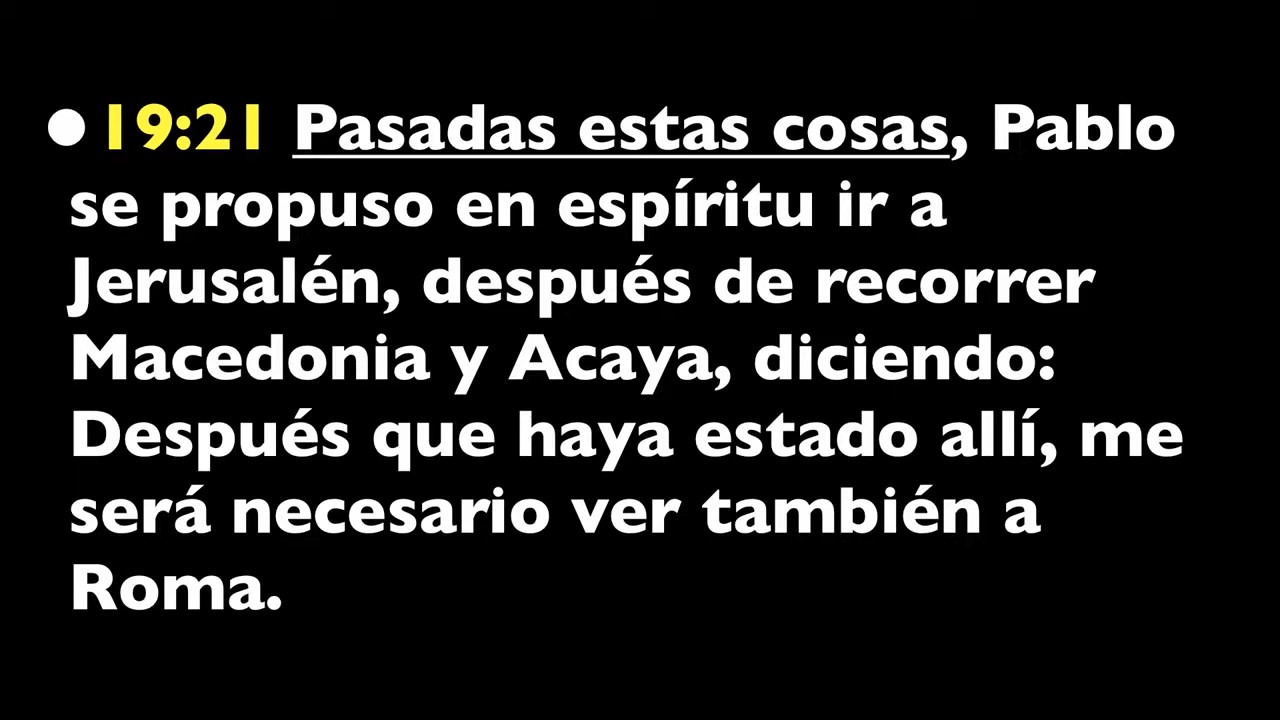 ●19:21 Pasadas estas cosas, Pablo
se propuso en espíritu ir a
Jerusalén, después de recorrer
Macedonia y Acaya, diciendo:
Después que haya estado allí, me
será necesario ver también a
Roma.